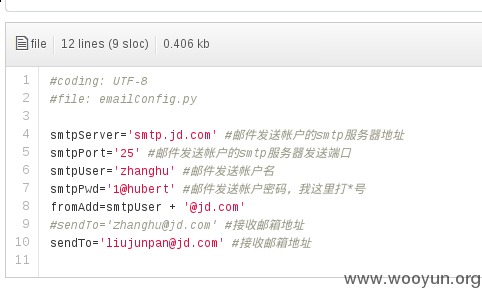 file 12 lines (9 sloc) 0.406 kb
1 #coding: UTF-8
2 #file: emailConfig.py
3
4 smtpServer='smtp.jd.com' #邮件发送帐户的smtp服务器地址
5 smtpPort='25' #邮件发送帐户的smtp服务器发送端口
6 smtpUser='zhanghu' #邮件发送帐户名
7 smtpPwd='1@hubert' #邮件发送帐户密码，我这里打*号
8 fromAdd=smtpUser + '@jd.com'
9 #sendTo='zhanghu@jd.com' #接收邮箱地址
10 sendTo='liujunpan@jd.com' #接收邮箱地址
11
www.wooyun.org